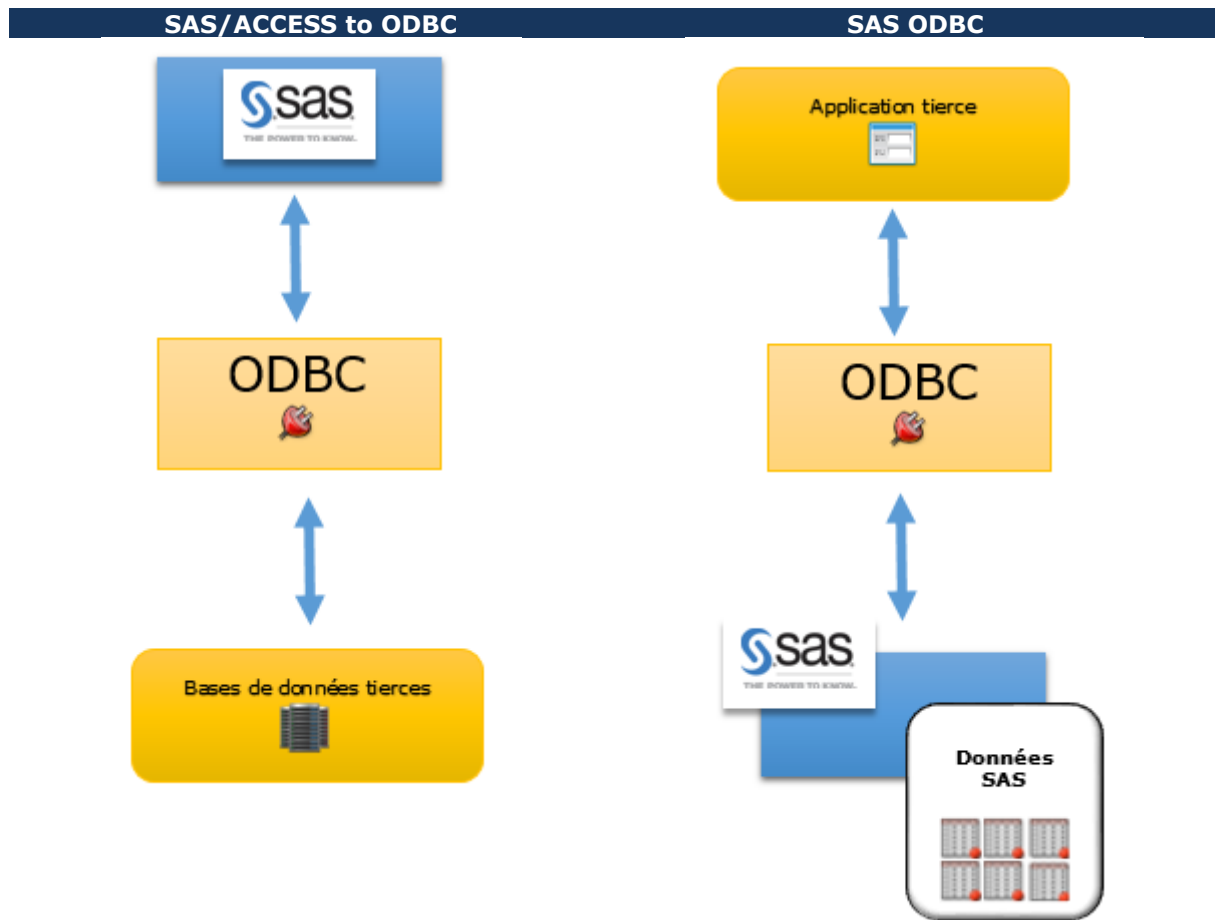 SAS/ACCESS to ODBC
SAS ODBC
sas
THE POWER TO KNOW.
Application tierce
ODBC
ODBC
Bases de données tierces
sas
THE POWER TO KNOW.
Données
SAS